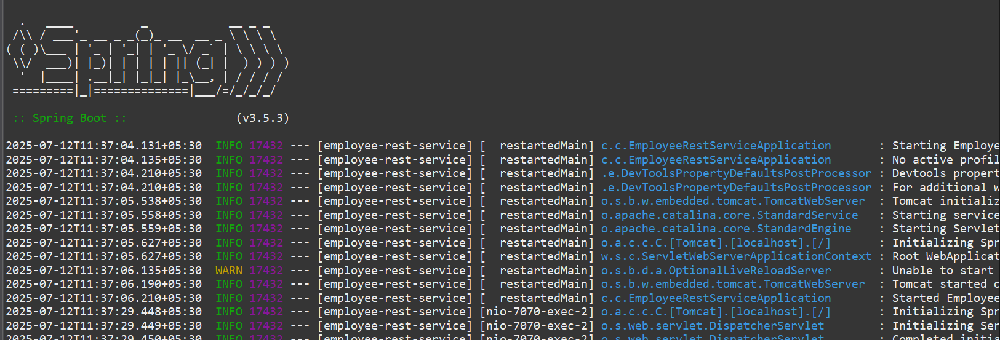 .   ____          _            __ _ _
 /\\ / ___'_ __ _ _(_)_ __  __ _ \ \ \ \
( ( )\___ | '_ | '_| | '_ \/ _` | \ \ \ \
 \\/  ___)| |_)| | | | | || (_| |  ) ) ) )
  '  |____| .__|_| |_|_| |_\__, | / / / /
 =========|_|==============|___/=/_/_/_/
 :: Spring Boot ::                (v3.5.3)
2025-07-12T11:37:04.131+05:30  INFO 17432 --- [employee-rest-service] [  restartedMain] c.c.EmployeeRestServiceApplication       : Starting Employe
2025-07-12T11:37:04.135+05:30  INFO 17432 --- [employee-rest-service] [  restartedMain] c.c.EmployeeRestServiceApplication       : No active profil
2025-07-12T11:37:04.210+05:30  INFO 17432 --- [employee-rest-service] [  restartedMain] .e.DevToolsPropertyDefaultsPostProcessor : Devtools propert
2025-07-12T11:37:04.210+05:30  INFO 17432 --- [employee-rest-service] [  restartedMain] .e.DevToolsPropertyDefaultsPostProcessor : For additional w
2025-07-12T11:37:05.538+05:30  INFO 17432 --- [employee-rest-service] [  restartedMain] o.s.b.w.embedded.tomcat.TomcatWebServer  : Tomcat initializ
2025-07-12T11:37:05.558+05:30  INFO 17432 --- [employee-rest-service] [  restartedMain] o.apache.catalina.core.StandardService   : Starting service
2025-07-12T11:37:05.559+05:30  INFO 17432 --- [employee-rest-service] [  restartedMain] o.apache.catalina.core.StandardEngine    : Starting Servlet
2025-07-12T11:37:05.627+05:30  INFO 17432 --- [employee-rest-service] [  restartedMain] o.a.c.c.C.[Tomcat].[localhost].[/]       : Initializing Spr
2025-07-12T11:37:05.627+05:30  INFO 17432 --- [employee-rest-service] [  restartedMain] w.s.c.ServletWebServerApplicationContext : Root WebApplicat
2025-07-12T11:37:06.135+05:30  WARN 17432 --- [employee-rest-service] [  restartedMain] o.s.b.d.a.OptionalLiveReloadServer       : Unable to start
2025-07-12T11:37:06.190+05:30  INFO 17432 --- [employee-rest-service] [  restartedMain] o.s.b.w.embedded.tomcat.TomcatWebServer  : Tomcat started o
2025-07-12T11:37:06.210+05:30  INFO 17432 --- [employee-rest-service] [  restartedMain] c.c.EmployeeRestServiceApplication       : Started Employee
2025-07-12T11:37:29.448+05:30  INFO 17432 --- [employee-rest-service] [nio-7070-exec-2] o.a.c.c.C.[Tomcat].[localhost].[/]       : Initializing Spr
2025-07-12T11:37:29.449+05:30  INFO 17432 --- [employee-rest-service] [nio-7070-exec-2] o.s.web.servlet.DispatcherServlet        : Initializing Ser
2025-07-12T11:37:29.450+05:30  INFO 17432 --- [employee-rest-service] [nio-7070-exec-2] o.s.web.servlet.DispatcherServlet        : Completed initia